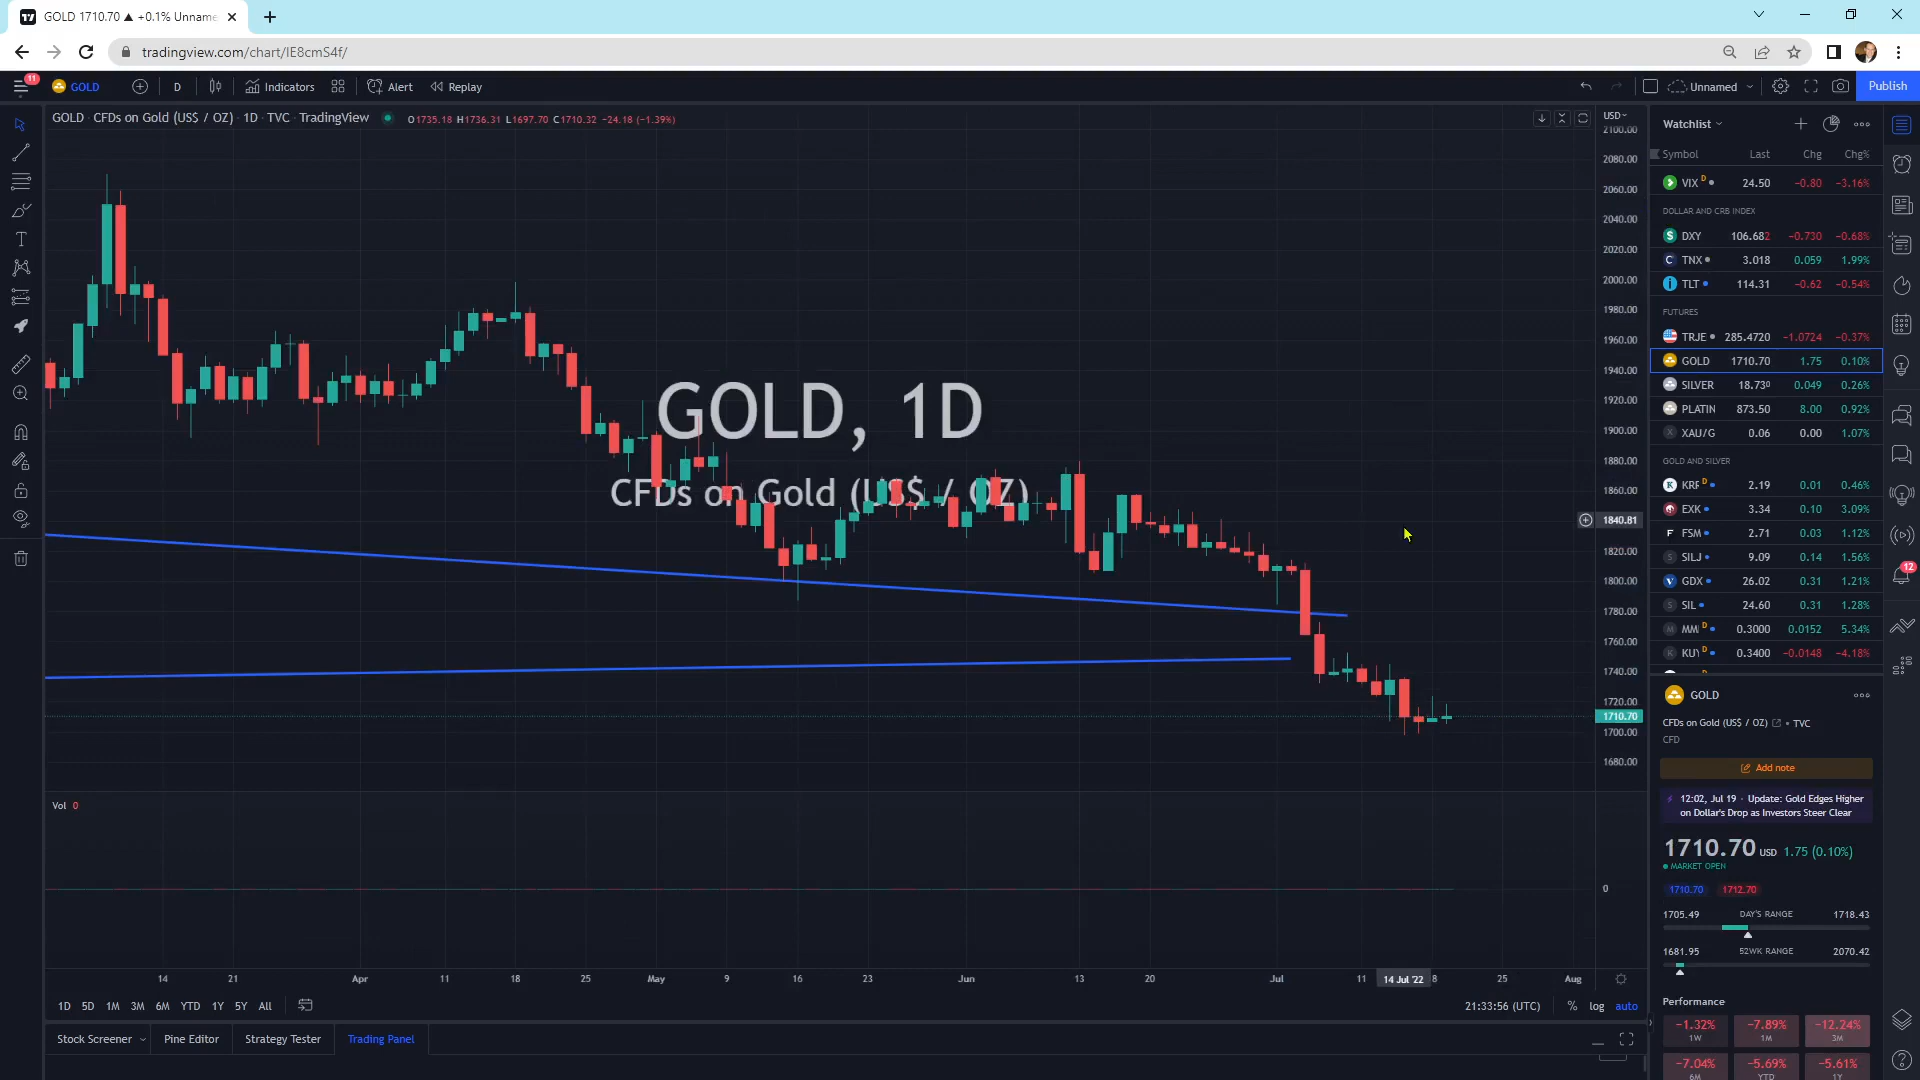 GOLD 1710.70 ▲ +0.1% Unname
tradingview.com/chart/IE8cmS4f/
11
GOLD
D
Indicators
Alert
Replay
Unnamed
Publish
GOLD · CFDs on Gold (US$ / OZ) · 1D · TVC · TradingView
O1735.18 H1736.31 L1697.70 C1710.32 −24.18 (−1.39%)
USD
2100.00
2080.00
2060.00
2040.00
2020.00
2000.00
1980.00
1960.00
1940.00
1920.00
1900.00
1880.00
1860.00
1840.81
1820.00
1800.00
1780.00
1760.00
1740.00
1720.00
1710.70
1700.00
1680.00
GOLD, 1D
CFDs on Gold (US$ / OZ)
Vol 0
0
14 21 Apr 11 18 25 May 9 16 23 Jun 13 20 Jul 11 14 Jul '22 8 25 Aug
1D 5D 1M 3M 6M YTD 1Y 5Y All
21:33:56 (UTC) % log auto
Stock Screener Pine Editor Strategy Tester Trading Panel
Watchlist
Symbol Last Chg Chg%
VIX D 24.50 −0.80 −3.16%
DOLLAR AND CRB INDEX
DXY 106.682 −0.730 −0.68%
TNX 3.018 0.059 1.99%
TLT 114.31 −0.62 −0.54%
FUTURES
TRJE 285.4720 −1.0724 −0.37%
GOLD 1710.70 1.75 0.10%
SILVER 18.730 0.049 0.26%
PLATIN 873.50 8.00 0.92%
XAU/G 0.06 0.00 1.07%
GOLD AND SILVER
KRF D 2.19 0.01 0.46%
EXK 3.34 0.10 3.09%
FSM 2.71 0.03 1.12%
SILJ 9.09 0.14 1.56%
GDX 26.02 0.31 1.21%
SIL 24.60 0.31 1.28%
MM D 0.3000 0.0152 5.34%
KUY D 0.3400 −0.0148 −4.18%
GOLD
CFDs on Gold (US$ / OZ) • TVC
CFD
Add note
12:02, Jul 19 · Update: Gold Edges Higher
on Dollar's Drop as Investors Steer Clear
1710.70 USD 1.75 (0.10%)
MARKET OPEN
1710.70 1712.70
1705.49 DAY'S RANGE 1718.43
1681.95 52WK RANGE 2070.42
Performance
−1.32% −7.89% −12.24%
1W 1M 3M
−7.04% −5.69% −5.61%
6M YTD 1Y
12